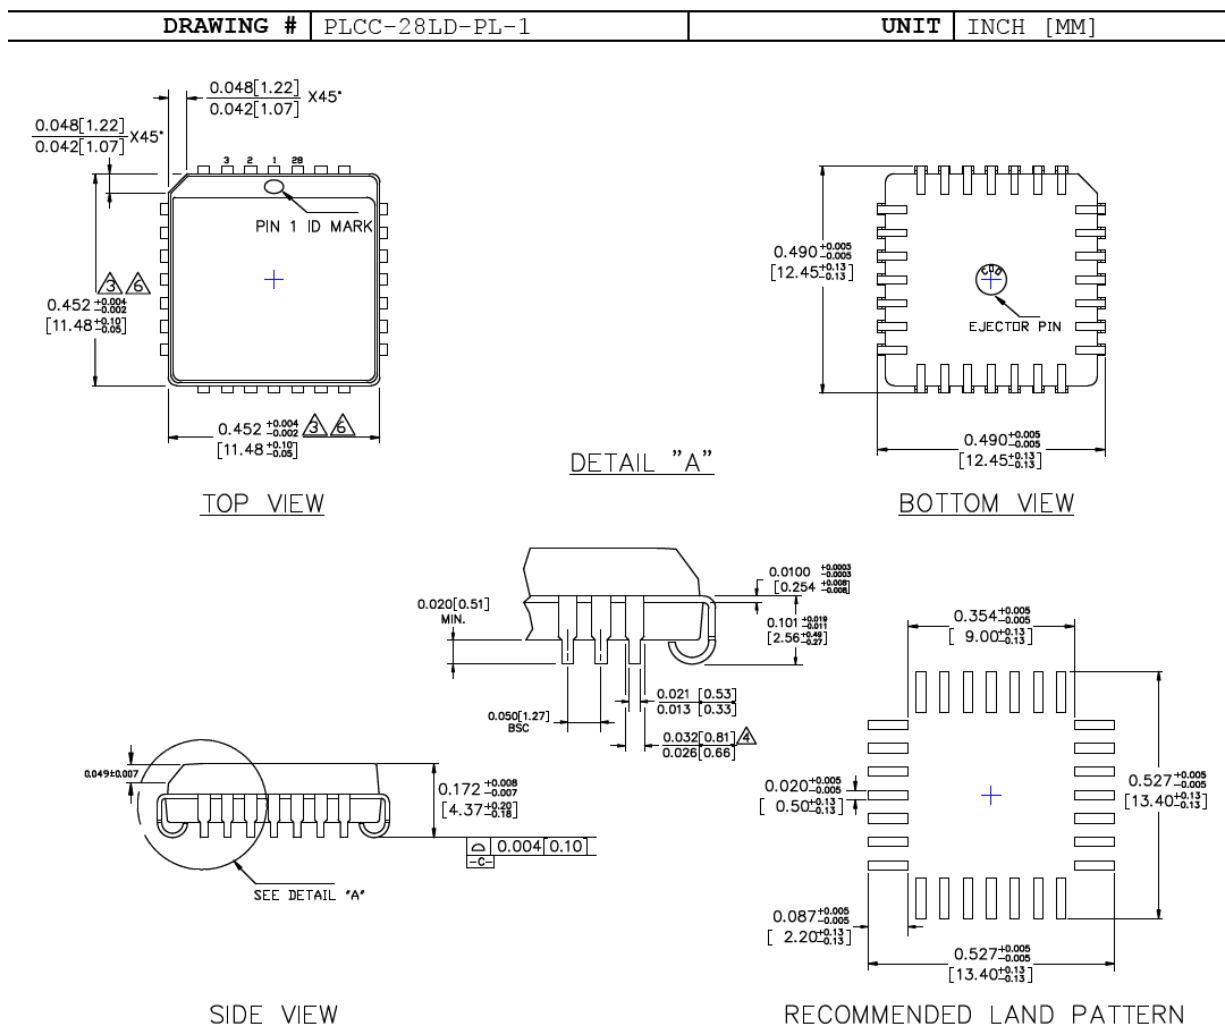 DRAWING # PLCC-28LD-PL-1 UNIT INCH [MM]
0.048[1.22]
0.042[1.07] X45°
0.048[1.22]
0.042[1.07] X45°
3 2 1 28
PIN 1 ID MARK
3 6
0.452 +0.004 -0.002
[11.48 +0.10 -0.05]
0.452 +0.004 -0.002 3 6
[11.48 +0.10 -0.05]
TOP VIEW
0.490 +0.005 -0.005
[12.45 +0.13 -0.13]
EJECTOR PIN
0.490 +0.005 -0.005
[12.45 +0.13 -0.13]
BOTTOM VIEW
DETAIL "A"
0.020[0.51]
MIN.
0.0100 +0.0003 -0.0003
[0.254 +0.008 -0.008]
0.101 +0.019 -0.011
[2.56 +0.49 -0.27]
0.050[1.27]
BSC
0.021 [0.53]
0.013 [0.33]
0.032[0.81] 4
0.026[0.66]
0.049±0.007
0.172 +0.008 -0.007
[4.37 +0.20 -0.18]
0.004[0.10]
-C-
SEE DETAIL "A"
SIDE VIEW
0.354 +0.005 -0.005
[ 9.00 +0.13 -0.13]
0.020 +0.005 -0.005
[ 0.50 +0.13 -0.13]
0.527 +0.005 -0.005
[13.40 +0.13 -0.13]
0.087 +0.005 -0.005
[ 2.20 +0.13 -0.13]
0.527 +0.005 -0.005
[13.40 +0.13 -0.13]
RECOMMENDED LAND PATTERN